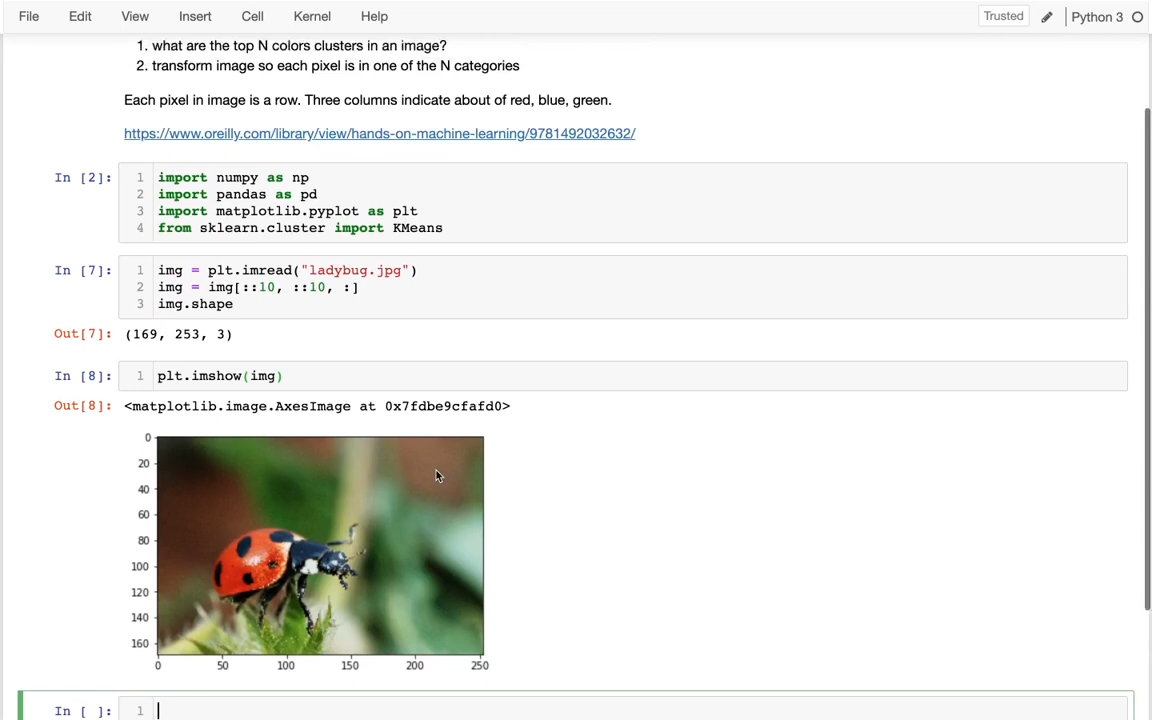 File Edit View Insert Cell Kernel Help Trusted Python 3
1. what are the top N colors clusters in an image?
2. transform image so each pixel is in one of the N categories
Each pixel in image is a row. Three columns indicate about of red, blue, green.
https://www.oreilly.com/library/view/hands-on-machine-learning/9781492032632/
In [2]: 1 import numpy as np
2 import pandas as pd
3 import matplotlib.pyplot as plt
4 from sklearn.cluster import KMeans
In [7]: 1 img = plt.imread("ladybug.jpg")
2 img = img[::10, ::10, :]
3 img.shape
Out[7]: (169, 253, 3)
In [8]: 1 plt.imshow(img)
Out[8]: <matplotlib.image.AxesImage at 0x7fdbe9cfafd0>
0
20
40
60
80
100
120
140
160
0 50 100 150 200 250
In [ ]: 1